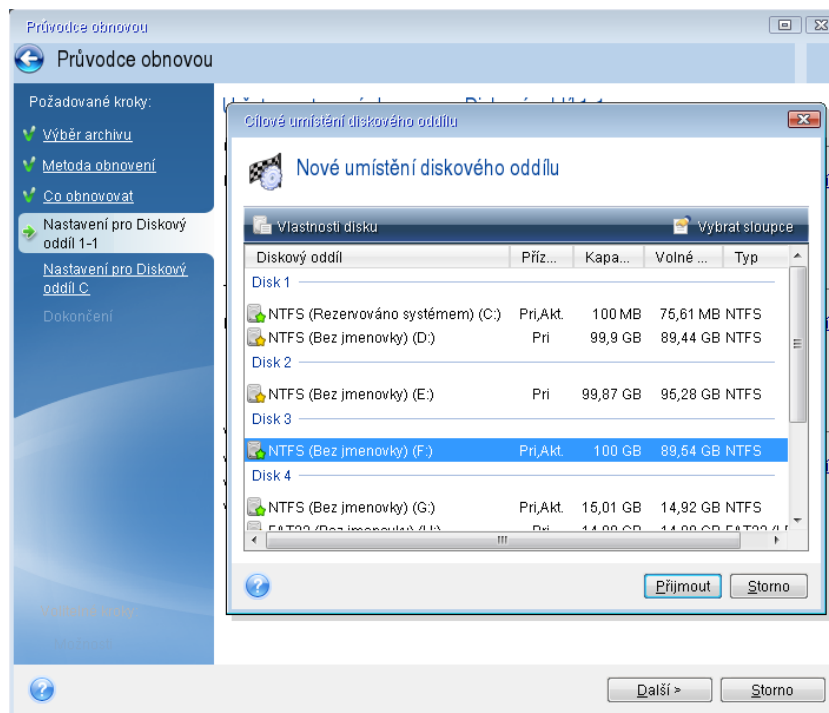 Průvodce obnovou
Průvodce obnovou
Požadované kroky:
Výběr archivu
Metoda obnovení
Co obnovovat
Nastavení pro Diskový
oddíl 1-1
Nastavení pro Diskový
oddíl C
Dokončení
Cílové umístění diskového oddílu
Nové umístění diskového oddílu
Vlastnosti disku Vybrat sloupce
Diskový oddíl Příz... Kapa... Volné ... Typ
Disk 1
NTFS (Rezervováno systémem) (C:) Pri,Akt. 100 MB 75,61 MB NTFS
NTFS (Bez jmenovky) (D:) Pri 99,9 GB 89,44 GB NTFS
Disk 2
NTFS (Bez jmenovky) (E:) Pri 99,87 GB 95,28 GB NTFS
Disk 3
NTFS (Bez jmenovky) (F:) Pri,Akt. 100 GB 89,54 GB NTFS
Disk 4
NTFS (Bez jmenovky) (G:) Pri,Akt. 15,01 GB 14,92 GB NTFS
Přijmout Storno
Další > Storno